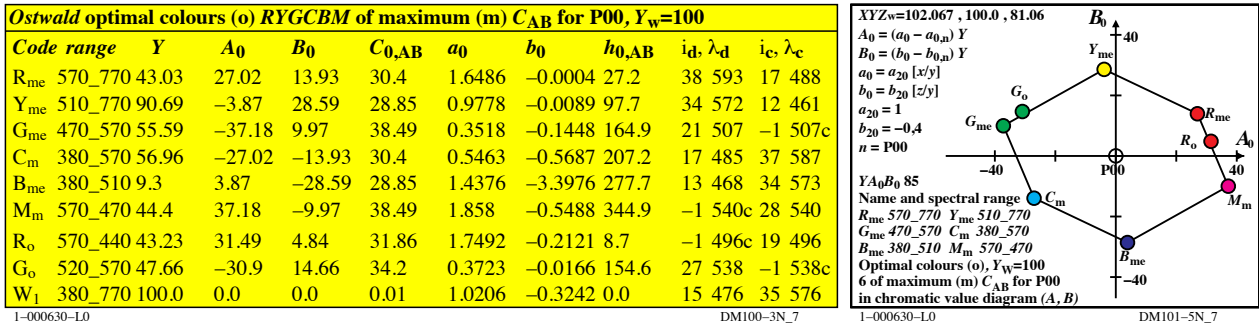 Ostwald optimal colours (o) RYGCBM of maximum (m) CAB for P00, Yw=100
Code range Y A0 B0 C0,AB a0 b0 h0,AB id, λd ic, λc
Rme 570_770 43.03 27.02 13.93 30.4 1.6486 −0.0004 27.2 38 593 17 488
Yme 510_770 90.69 −3.87 28.59 28.85 0.9778 −0.0089 97.7 34 572 12 461
Gme 470_570 55.59 −37.18 9.97 38.49 0.3518 −0.1448 164.9 21 507 −1 507c
Cm 380_570 56.96 −27.02 −13.93 30.4 0.5463 −0.5687 207.2 17 485 37 587
Bme 380_510 9.3 3.87 −28.59 28.85 1.4376 −3.3976 277.7 13 468 34 573
Mm 570_470 44.4 37.18 −9.97 38.49 1.858 −0.5488 344.9 −1 540c 28 540
Ro 570_440 43.23 31.49 4.84 31.86 1.7492 −0.2121 8.7 −1 496c 19 496
Go 520_570 47.66 −30.9 14.66 34.2 0.3723 −0.0166 154.6 27 538 −1 538c
W1 380_770 100.0 0.0 0.0 0.01 1.0206 −0.3242 0.0 15 476 35 576
1−000630−L0 DM100−3N_7
XYZw=102.067 , 100.0 , 81.06
A0 = (a0 − a0,n) Y
B0 = (b0 − b0,n) Y
a0 = a20 [x/y]
b0 = b20 [z/y]
a20 = 1
b20 = −0,4
n = P00
B0
40
Yme
Go
Gme
Rme
Ro
A0
−40
P00
40
Mm
Cm
Bme
−40
YA0B0 85
Name and spectral range
Rme 570_770 Yme 510_770
Gme 470_570 Cm 380_570
Bme 380_510 Mm 570_470
Optimal colours (o), YW=100
6 of maximum (m) CAB for P00
in chromatic value diagram (A, B)
1−000630−L0 DM101−5N_7